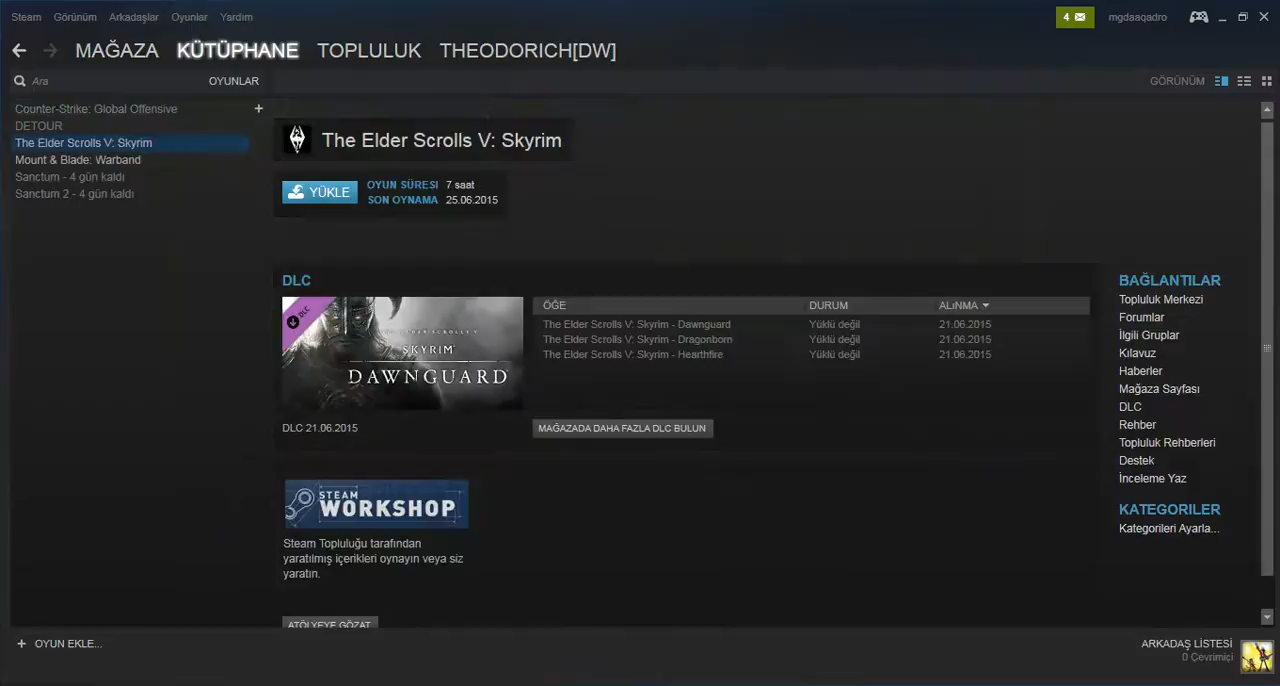 Steam Görünüm Arkadaşlar Oyunlar Yardım
4 mgdaaqadro
MAĞAZA KÜTÜPHANE TOPLULUK THEODORICH[DW]
Ara OYUNLAR
GÖRÜNÜM
Counter-Strike: Global Offensive
DETOUR
The Elder Scrolls V: Skyrim
Mount & Blade: Warband
Sanctum - 4 gün kaldı
Sanctum 2 - 4 gün kaldı
The Elder Scrolls V: Skyrim
YÜKLE
OYUN SÜRESİ 7 saat
SON OYNAMA 25.06.2015
DLC
DLC
THE ELDER SCROLLS V
SKYRIM
DAWNGUARD
DLC 21.06.2015
ÖĞE DURUM ALıNMA
The Elder Scrolls V: Skyrim - Dawnguard Yüklü değil 21.06.2015
The Elder Scrolls V: Skyrim - Dragonborn Yüklü değil 21.06.2015
The Elder Scrolls V: Skyrim - Hearthfire Yüklü değil 21.06.2015
MAĞAZADA DAHA FAZLA DLC BULUN
STEAM
WORKSHOP
Steam Topluluğu tarafından
yaratılmış içerikleri oynayın veya siz
yaratın.
ATÖLYEYE GÖZAT
BAĞLANTILAR
Topluluk Merkezi
Forumlar
İlgili Gruplar
Kılavuz
Haberler
Mağaza Sayfası
DLC
Rehber
Topluluk Rehberleri
Destek
İnceleme Yaz
KATEGORILER
Kategorileri Ayarla...
+ OYUN EKLE...
ARKADAŞ LİSTESİ
0 Çevrimiçi